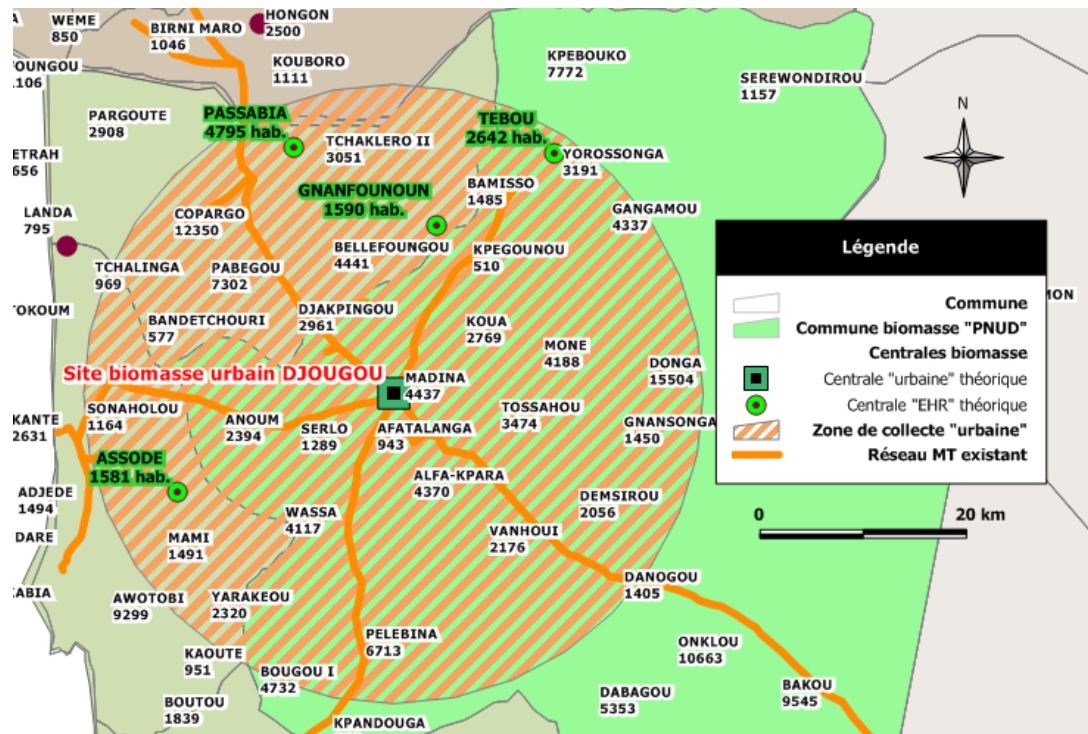 WEME
850
BIRNI MARO
1046
HONGON
2500
KOUBORO
1111
KPEBOUKO
7772
SEREWONDIROU
1157
PARGOUTE
2908
PASSABIA
4795 hab.
TCHAKLERO II
3051
TEBOU
2642 hab.
YOROSSONGA
3191
N
LANDA
795
COPARGO
12350
GNANFOUNOUN
1590 hab.
BAMISSO
1485
GANGAMOU
4337
BELLEFOUNGOU
4441
KPEGOUNOU
510
TCHALINGA
969
PABEGOU
7302
DJAKPINGOU
2961
BANDETCHOURI
577
KOUA
2769
MONE
4188
DONGA
15504
Site biomasse urbain DJOUGOU
MADINA
4437
SONAHOLOU
1164
ANOUM
2394
SERLO
1289
AFATALANGA
943
TOSSAHOU
3474
GNANSONGA
1450
KANTE
2631
ASSODE
1581 hab.
ALFA-KPARA
4370
DEMSIROU
2056
ADJEDE
1494
DARE
WASSA
4117
MAMI
1491
VANHOUI
2176
DANOGOU
1405
AWOTOBI
9299
YARAKEOU
2320
PELEBINA
6713
ONKLOU
10663
KAOUTE
951
BOUGOU I
4732
BOUTOU
1839
DABAGOU
5353
BAKOU
9545
KPANDOUGA
Légende
Commune
Commune biomasse "PNUD"
Centrales biomasse
Centrale "urbaine" théorique
Centrale "EHR" théorique
Zone de collecte "urbaine"
Réseau MT existant
0 20 km